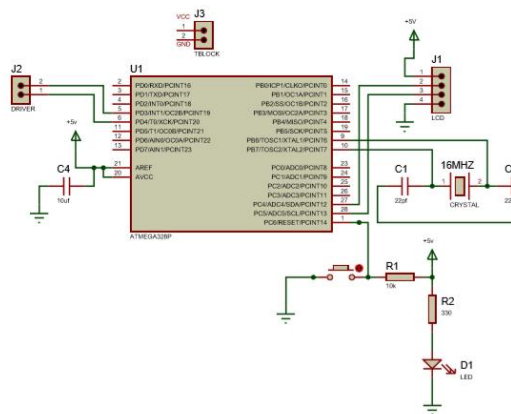 J3
VCC 1
GND 2
TBLOCK
J2
2
1
DRIVER
U1
2 PD0/RXD/PCINT16 PB0/ICP1/CLKO/PCINT0 14
3 PD1/TXD/PCINT17 PB1/OC1A/PCINT1 15
4 PD2/INT0/PCINT18 PB2/SS/OC1B/PCINT2 16
5 PD3/INT1/OC2B/PCINT19 PB3/MOSI/OC2A/PCINT3 17
6 PD4/T0/XCK/PCINT20 PB4/MISO/PCINT4 18
11 PD5/T1/OC0B/PCINT21 PB5/SCK/PCINT5 19
12 PD6/AIN0/OC0A/PCINT22 PB6/TOSC1/XTAL1/PCINT6 9
13 PD7/AIN1/PCINT23 PB7/TOSC2/XTAL2/PCINT7 10
21 AREF PC0/ADC0/PCINT8 23
20 AVCC PC1/ADC1/PCINT9 24
PC2/ADC2/PCINT10 25
PC3/ADC3/PCINT11 26
PC4/ADC4/SDA/PCINT12 27
PC5/ADC5/SCL/PCINT13 28
PC6/RESET/PCINT14 1
ATMEGA328P
+5v
C4
10uf
+5V
J1
1
2
3
4
LCD
C1
22pf
16MHZ
1 2
CRYSTAL
C
22
+5v
R1
10k
R2
330
D1
LED